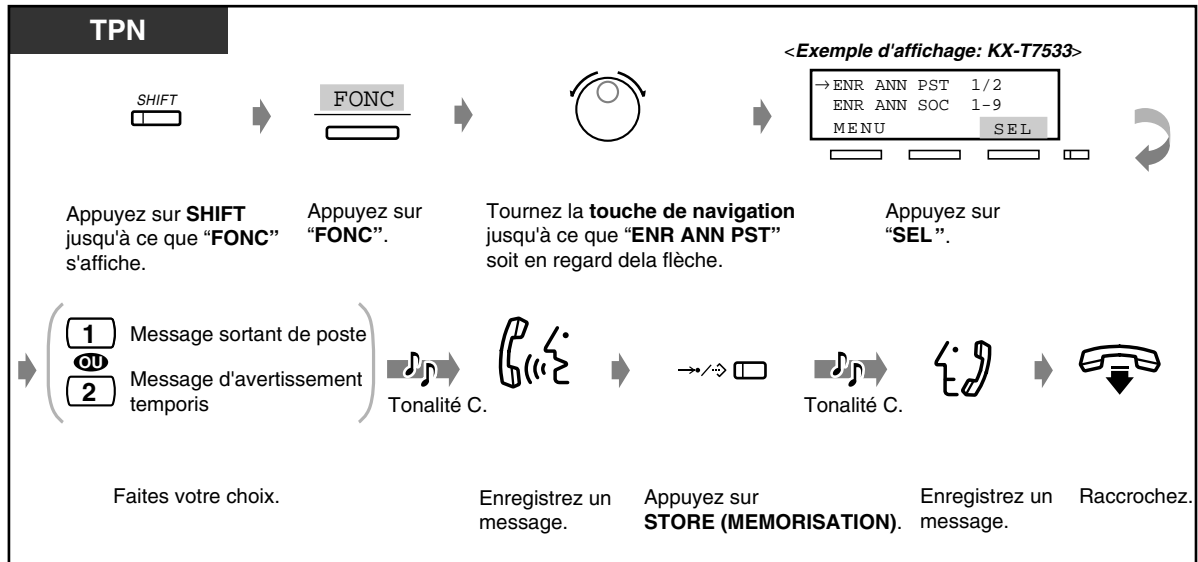 TPN
<Exemple d'affichage: KX-T7533>
SHIFT
FONC
→ENR ANN PST 1/2
ENR ANN SOC 1-9
MENU SEL
Appuyez sur SHIFT
jusqu'à ce que “FONC”
s'affiche.
Appuyez sur
“FONC”.
Tournez la touche de navigation
jusqu'à ce que “ENR ANN PST”
soit en regard dela flèche.
Appuyez sur
“SEL”.
1 Message sortant de poste
OU
2 Message d'avertissement
temporis
Tonalité C.
Tonalité C.
Faites votre choix.
Enregistrez un
message.
Appuyez sur
STORE (MEMORISATION).
Enregistrez un
message.
Raccrochez.